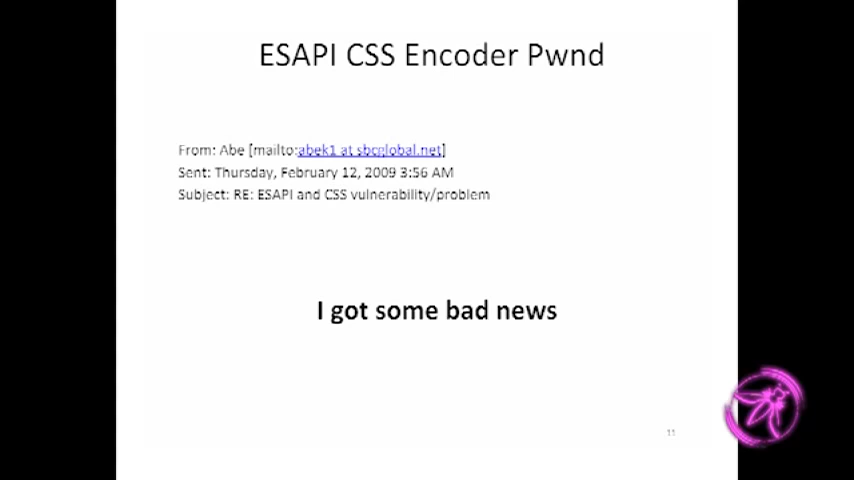 ESAPI CSS Encoder Pwnd
From: Abe [mailto:abek1 at sbcglobal.net]
Sent: Thursday, February 12, 2009 3:56 AM
Subject: RE: ESAPI and CSS vulnerability/problem
I got some bad news
11